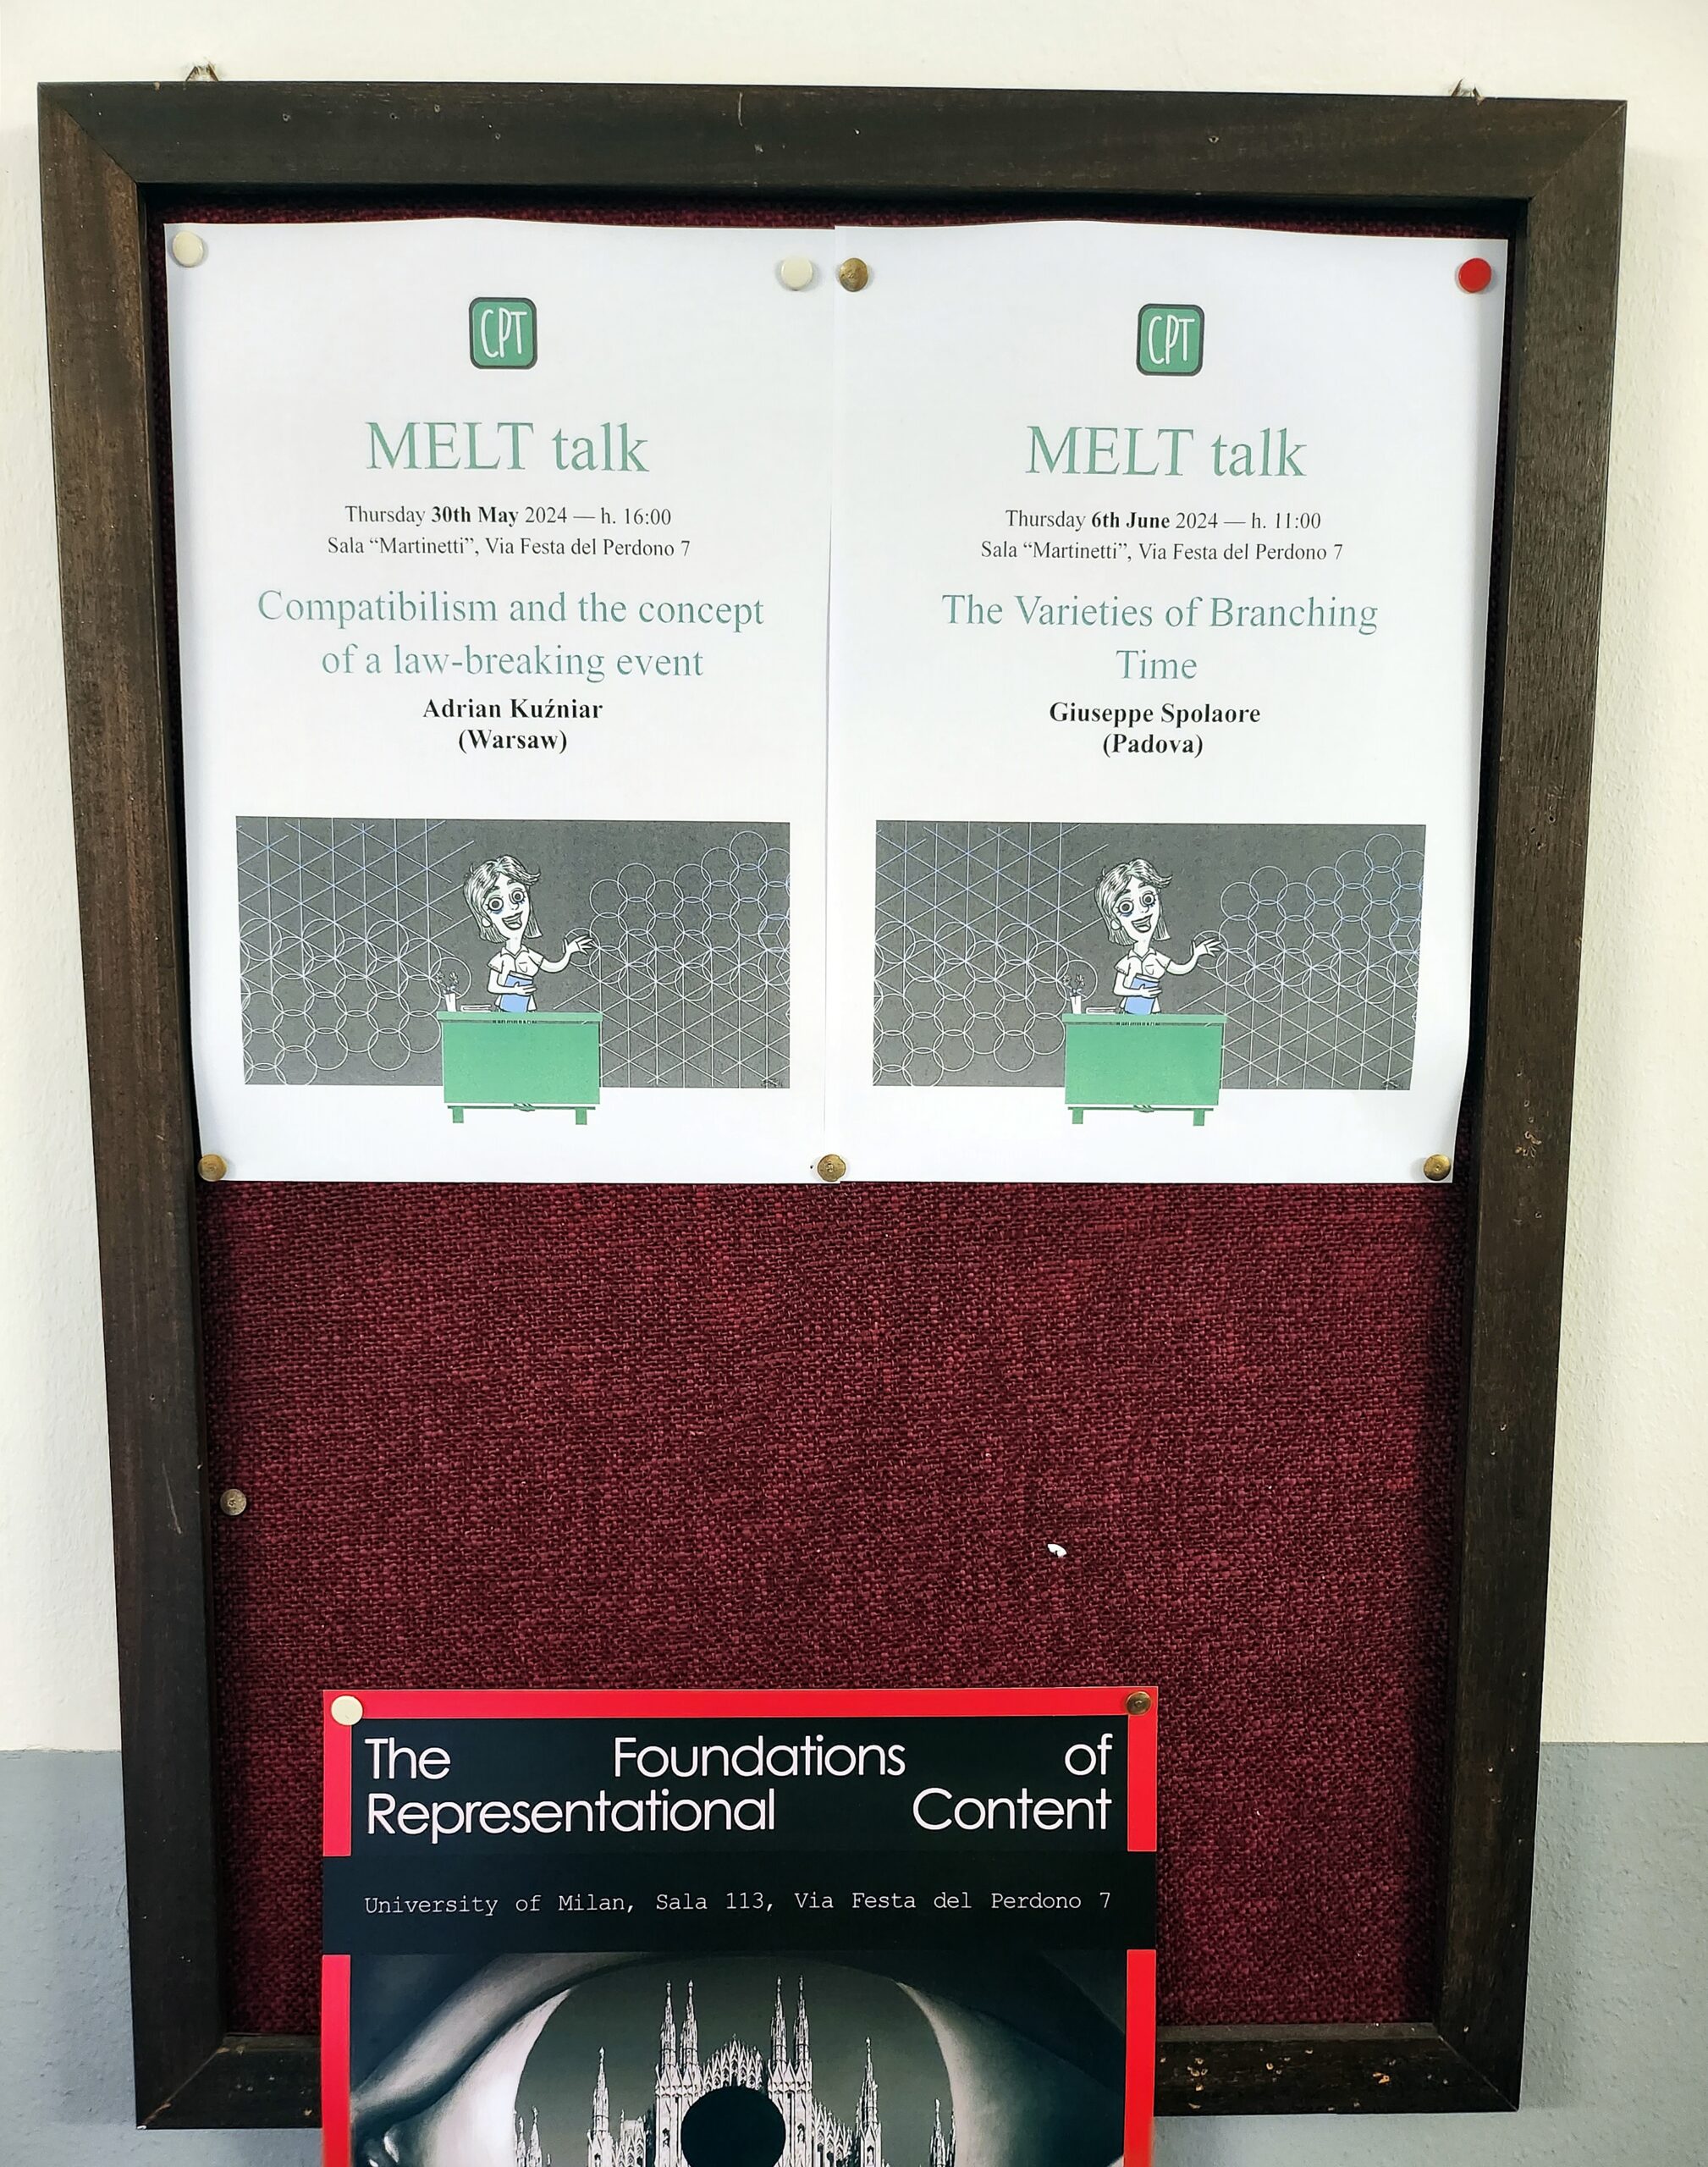 CPT
MELT talk
Thursday 30th May 2024 — h. 16:00
Sala “Martinetti”, Via Festa del Perdono 7
Compatibilism and the concept
of a law-breaking event
Adrian Kuźniar
(Warsaw)
CPT
MELT talk
Thursday 6th June 2024 — h. 11:00
Sala “Martinetti”, Via Festa del Perdono 7
The Varieties of Branching
Time
Giuseppe Spolaore
(Padova)
The Foundations of
Representational Content
University of Milan, Sala 113, Via Festa del Perdono 7